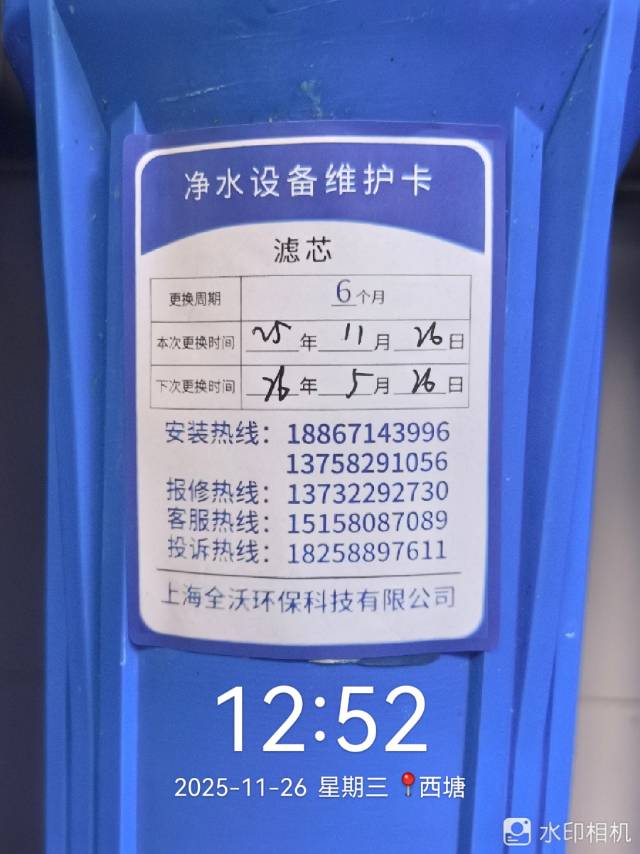 净水设备维护卡
滤芯
更换周期 6个月
本次更换时间 25年 11月 26日
下次更换时间 26年 5月 26日
安装热线：18867143996
13758291056
报修热线：13732292730
客服热线：15158087089
投诉热线：18258897611
上海全沃环保科技有限公司
12:52
2025-11-26 星期三 西塘
水印相机